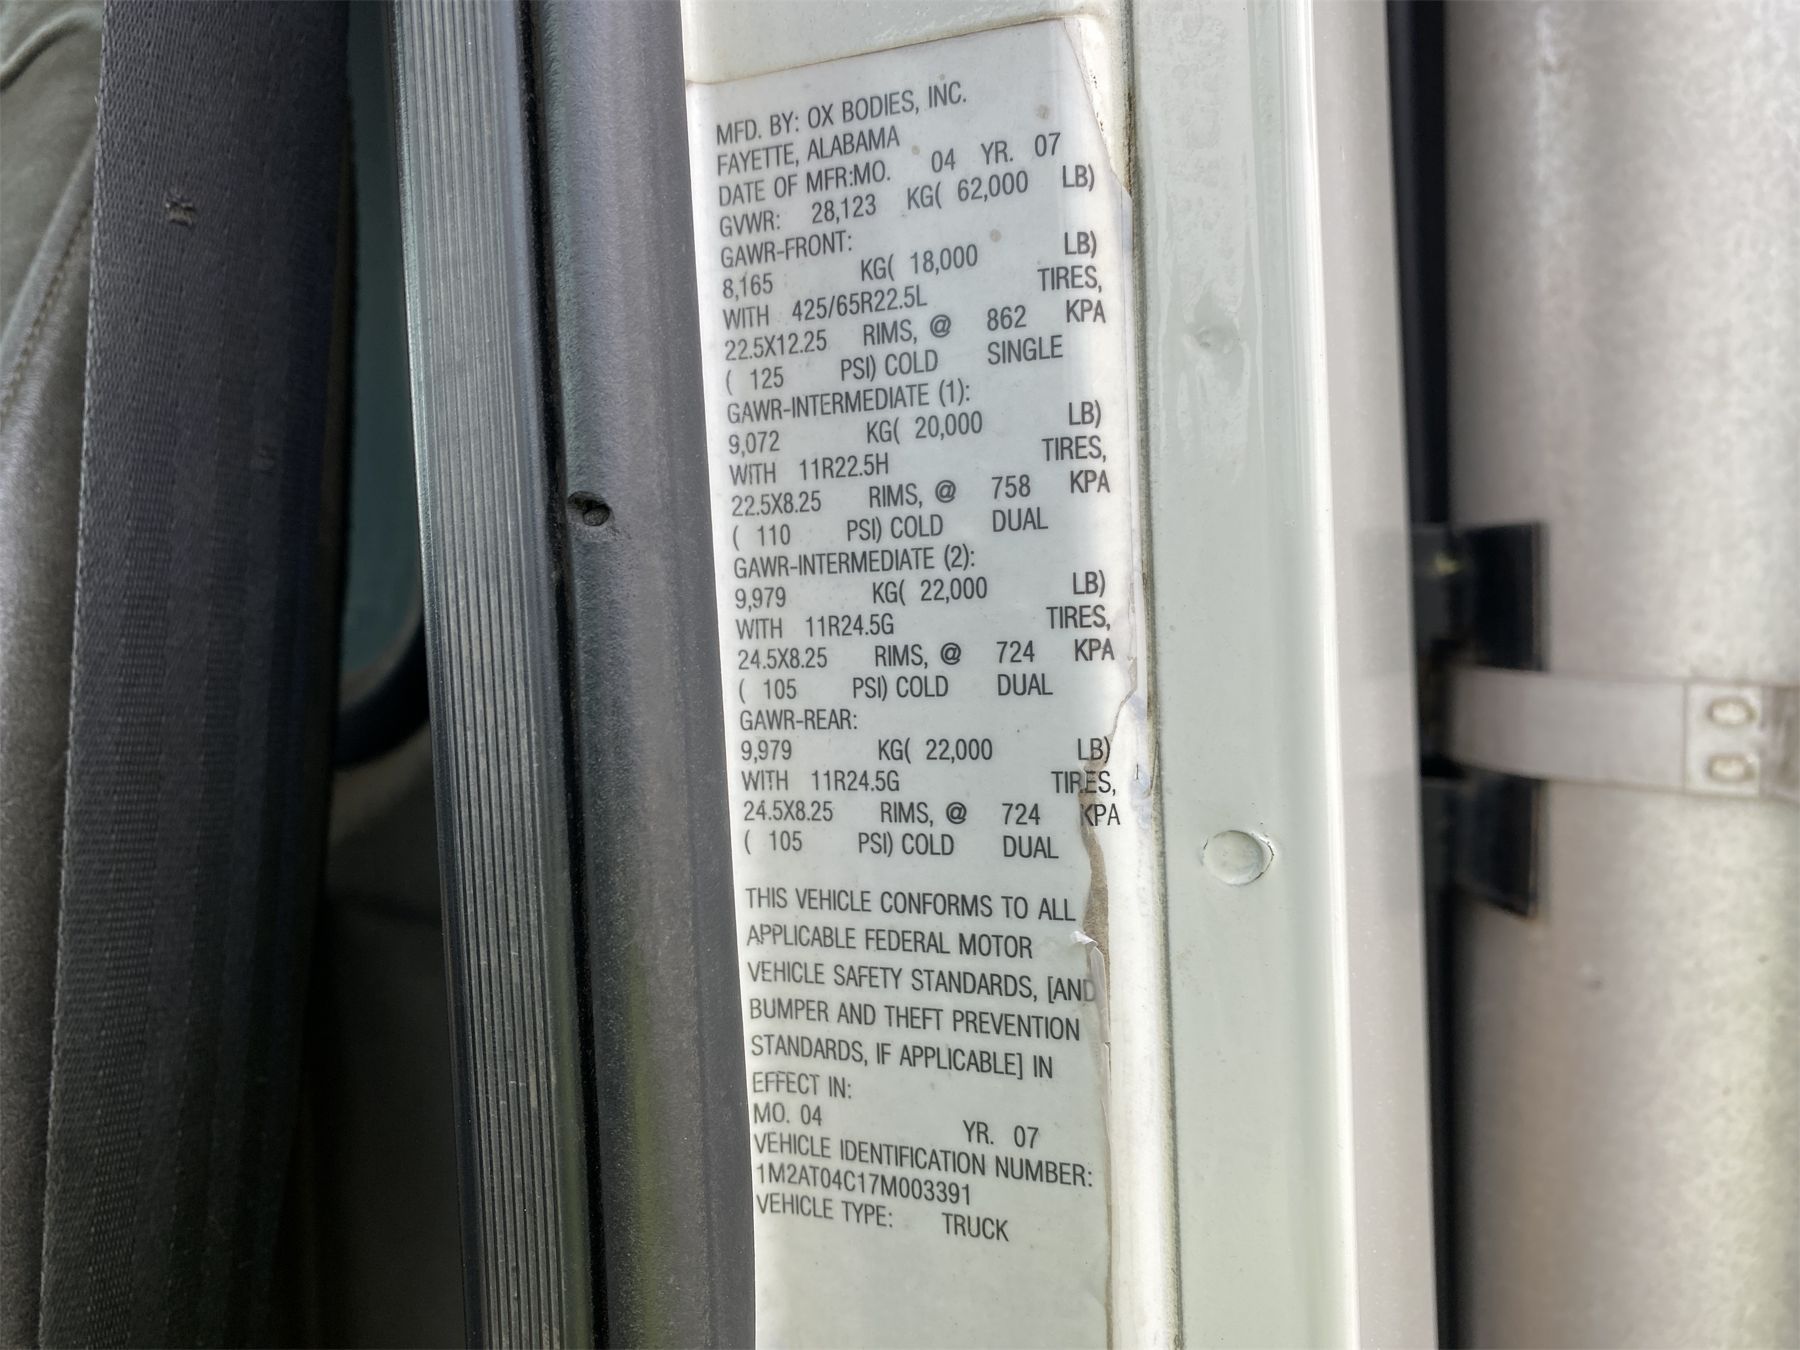 MFD. BY: OX BODIES, INC.
FAYETTE, ALABAMA
DATE OF MFR:MO. 04 YR. 07
GVWR: 28,123 KG( 62,000 LB)
GAWR-FRONT:
8,165 KG( 18,000 LB)
WITH 425/65R22.5L TIRES,
22.5X12.25 RIMS, @ 862 KPA
( 125 PSI) COLD SINGLE
GAWR-INTERMEDIATE (1):
9,072 KG( 20,000 LB)
WITH 11R22.5H TIRES,
22.5X8.25 RIMS, @ 758 KPA
( 110 PSI) COLD DUAL
GAWR-INTERMEDIATE (2):
9,979 KG( 22,000 LB)
WITH 11R24.5G TIRES,
24.5X8.25 RIMS, @ 724 KPA
( 105 PSI) COLD DUAL
GAWR-REAR:
9,979 KG( 22,000 LB)
WITH 11R24.5G TIRES,
24.5X8.25 RIMS, @ 724 KPA
( 105 PSI) COLD DUAL
THIS VEHICLE CONFORMS TO ALL
APPLICABLE FEDERAL MOTOR
VEHICLE SAFETY STANDARDS, [AND
BUMPER AND THEFT PREVENTION
STANDARDS, IF APPLICABLE] IN
EFFECT IN:
MO. 04 YR. 07
VEHICLE IDENTIFICATION NUMBER:
1M2AT04C17M003391
VEHICLE TYPE: TRUCK